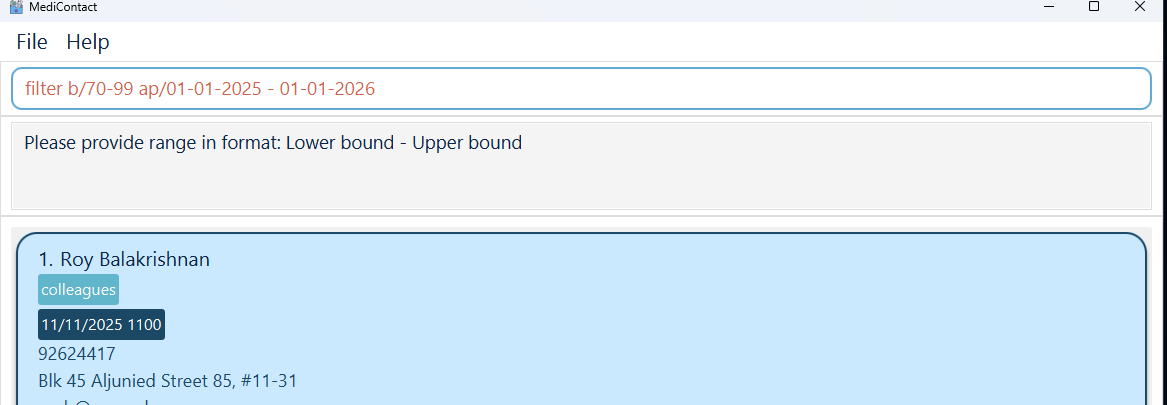 MediContact
File Help
filter b/70-99 ap/01-01-2025 - 01-01-2026
Please provide range in format: Lower bound - Upper bound
1. Roy Balakrishnan
colleagues
11/11/2025 1100
92624417
Blk 45 Aljunied Street 85, #11-31